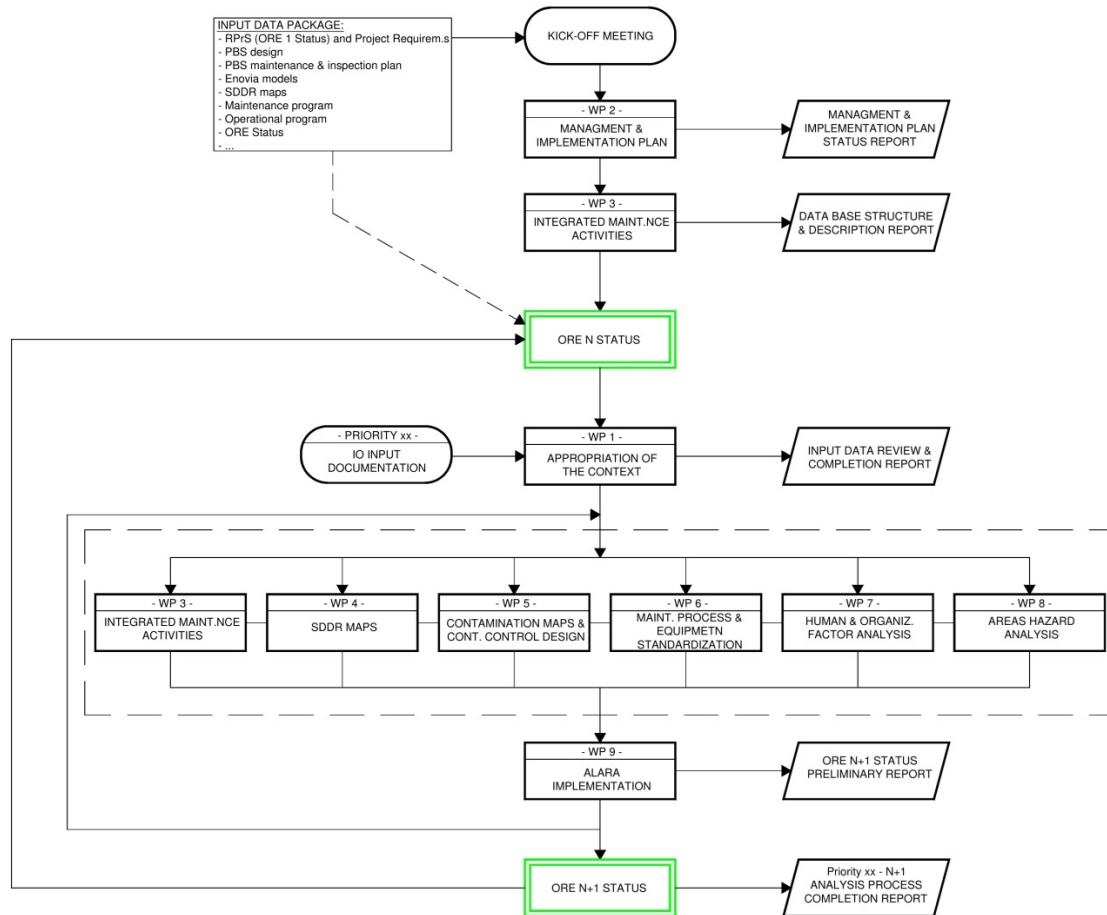 INPUT DATA PACKAGE:
- RPrS (ORE 1 Status) and Project Requirem.s
- PBS design
- PBS maintenance & inspection plan
- Enovia models
- SDDR maps
- Maintenance program
- Operational program
- ORE Status
- ...
KICK-OFF MEETING
- WP 2 -
MANAGMENT &
IMPLEMENTATION PLAN
MANAGMENT &
IMPLEMENTATION PLAN
STATUS REPORT
- WP 3 -
INTEGRATED MAINT.NCE
ACTIVITIES
DATA BASE STRUCTURE
& DESCRIPTION REPORT
ORE N STATUS
- PRIORITY xx -
IO INPUT
DOCUMENTATION
- WP 1 -
APPROPRIATION OF
THE CONTEXT
INPUT DATA REVIEW &
COMPLETION REPORT
- WP 3 -
INTEGRATED MAINT.NCE
ACTIVITIES
- WP 4 -
SDDR MAPS
- WP 5 -
CONTAMINATION MAPS &
CONT. CONTROL DESIGN
- WP 6 -
MAINT. PROCESS &
EQUIPMETN
STANDARDIZATION
- WP 7 -
HUMAN & ORGANIZ.
FACTOR ANALYSIS
- WP 8 -
AREAS HAZARD
ANALYSIS
- WP 9 -
ALARA
IMPLEMENTATION
ORE N+1 STATUS
PRELIMINARY REPORT
ORE N+1 STATUS
Priority xx - N+1
ANALYSIS PROCESS
COMPLETION REPORT